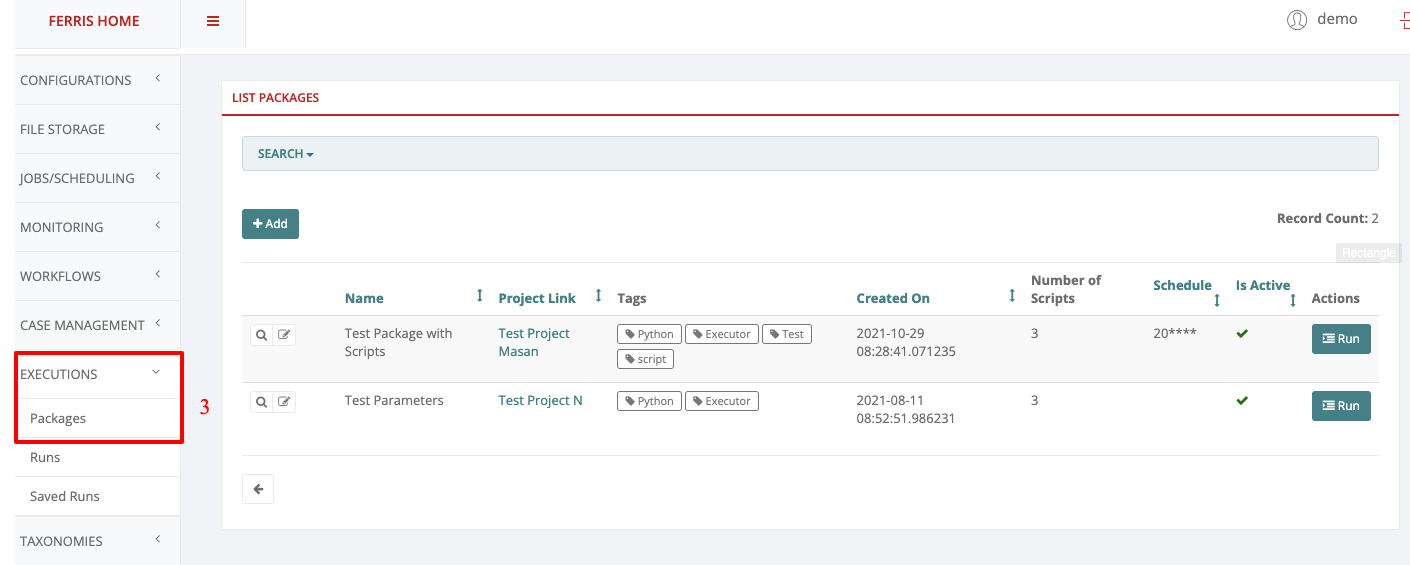 FERRIS HOME
demo
CONFIGURATIONS
FILE STORAGE
JOBS/SCHEDULING
MONITORING
WORKFLOWS
CASE MANAGEMENT
EXECUTIONS
Packages
3
Runs
Saved Runs
TAXONOMIES
LIST PACKAGES
SEARCH
Add
Record Count: 2
Rectangle
Name Project Link Tags Created On Number of Scripts Schedule Is Active Actions
Test Package with Scripts Test Project Masan Python Executor Test script 2021-10-29 08:28:41.071235 3 20**** Run
Test Parameters Test Project N Python Executor 2021-08-11 08:52:51.986231 3 Run